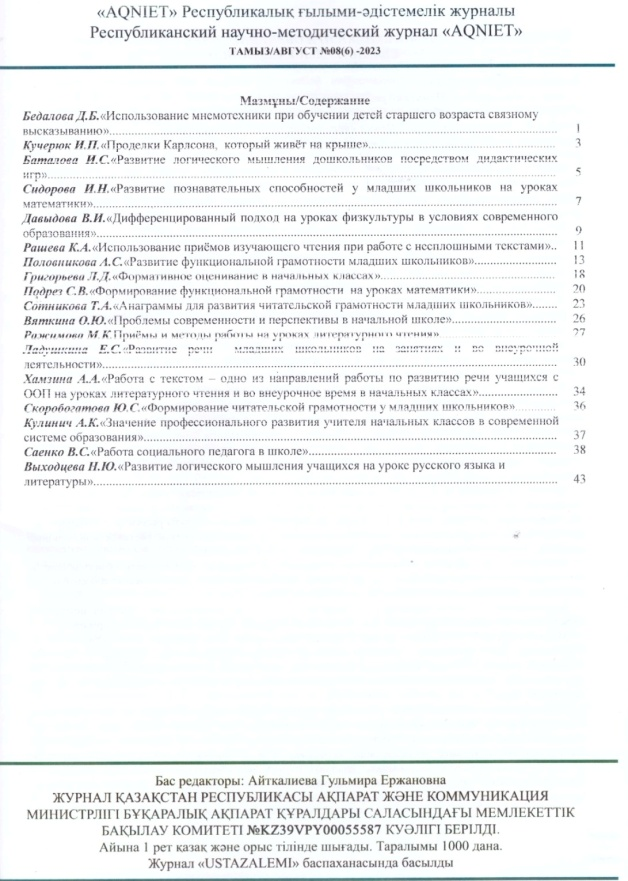 «AQNIET» Республикалық ғылыми-әдістемелік журналы
Республиканский научно-методический журнал «AQNIET»
ТАМЫЗ/АВГУСТ №08(6) -2023
Мазмұны/Содержание
Бедалова Д.Б.«Использование мнемотехники при обучении детей старшего возраста связному
высказыванию»........ 1
Кучерюк И.П.«Проделки Карлсона, который живёт на крыше»........ 3
Баталова И.С.«Развитие логического мышления дошкольников посредством дидактических
игр»........ 5
Сидорова И.Н.«Развитие познавательных способностей у младших школьников на уроках
математики»........ 7
Давыдова В.И.«Дифференцированный подход на уроках физкультуры в условиях современного
образования»........ 9
Рашева К.А.«Использование приёмов изучающего чтения при работе с несплошными текстами».. 11
Половникова А.С.«Развитие функциональной грамотности младших школьников»........ 13
Григорьева Л.Д.«Формативное оценивание в начальных классах»........ 18
Подрез С.В.«Формирование функциональной грамотности на уроках математики»........ 20
Сотникова Т.А.«Анаграммы для развития читательской грамотности младших школьников»........ 23
Вяткина О.Ю.«Проблемы современности и перспективы в начальной школе»........ 26
М.К.Приёмы и методы работы на уроках литературного чтения» 27
Е.С.«Развитие речи младших школьников на занятиях и во внеурочной
деятельности»........ 30
Хамзина А.А.«Работа с текстом – одно из направлений работы по развитию речи учащихся с
ООП на уроках литературного чтения и во внеурочное время в начальных классах»........ 34
Скоробогатова Ю.С.«Формирование читательской грамотности у младших школьников»........ 36
Кулинич А.К.«Значение профессионального развития учителя начальных классов в современной
системе образования»........ 37
Саенко В.С.«Работа социального педагога в школе»........ 38
Выходцева Н.Ю.«Развитие логического мышления учащихся на уроке русского языка и
литературы»........ 43
Бас редакторы: Айткалиева Гульмира Ержановна
ЖУРНАЛ ҚАЗАҚСТАН РЕСПУБЛИКАСЫ АҚПАРАТ ЖӘНЕ КОММУНИКАЦИЯ
МИНИСТРЛІГІ БҰҚАРАЛЫҚ АҚПАРАТ ҚҰРАЛДАРЫ САЛАСЫНДАҒЫ МЕМЛЕКЕТТІК
БАҚЫЛАУ КОМИТЕТІ №KZ39VPY00055587 КУӘЛІГІ БЕРІЛДІ.
Айына 1 рет қазақ және орыс тілінде шығады. Таралымы 1000 дана.
Журнал «USTAZALEMI» баспаханасында басылды